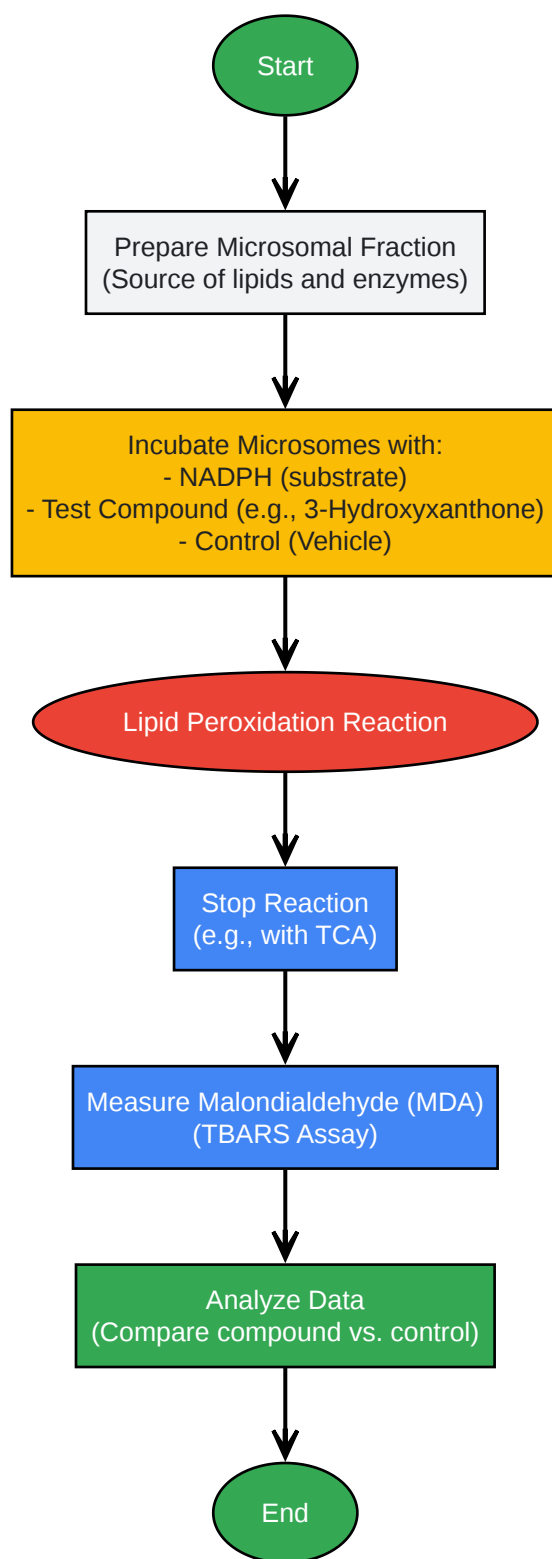 Start
Prepare Microsomal Fraction
(Source of lipids and enzymes)
Incubate Microsomes with:
- NADPH (substrate)
- Test Compound (e.g., 3-Hydroxyxanthone)
- Control (Vehicle)
Lipid Peroxidation Reaction
Stop Reaction
(e.g., with TCA)
Measure Malondialdehyde (MDA)
(TBARS Assay)
Analyze Data
(Compare compound vs. control)
End